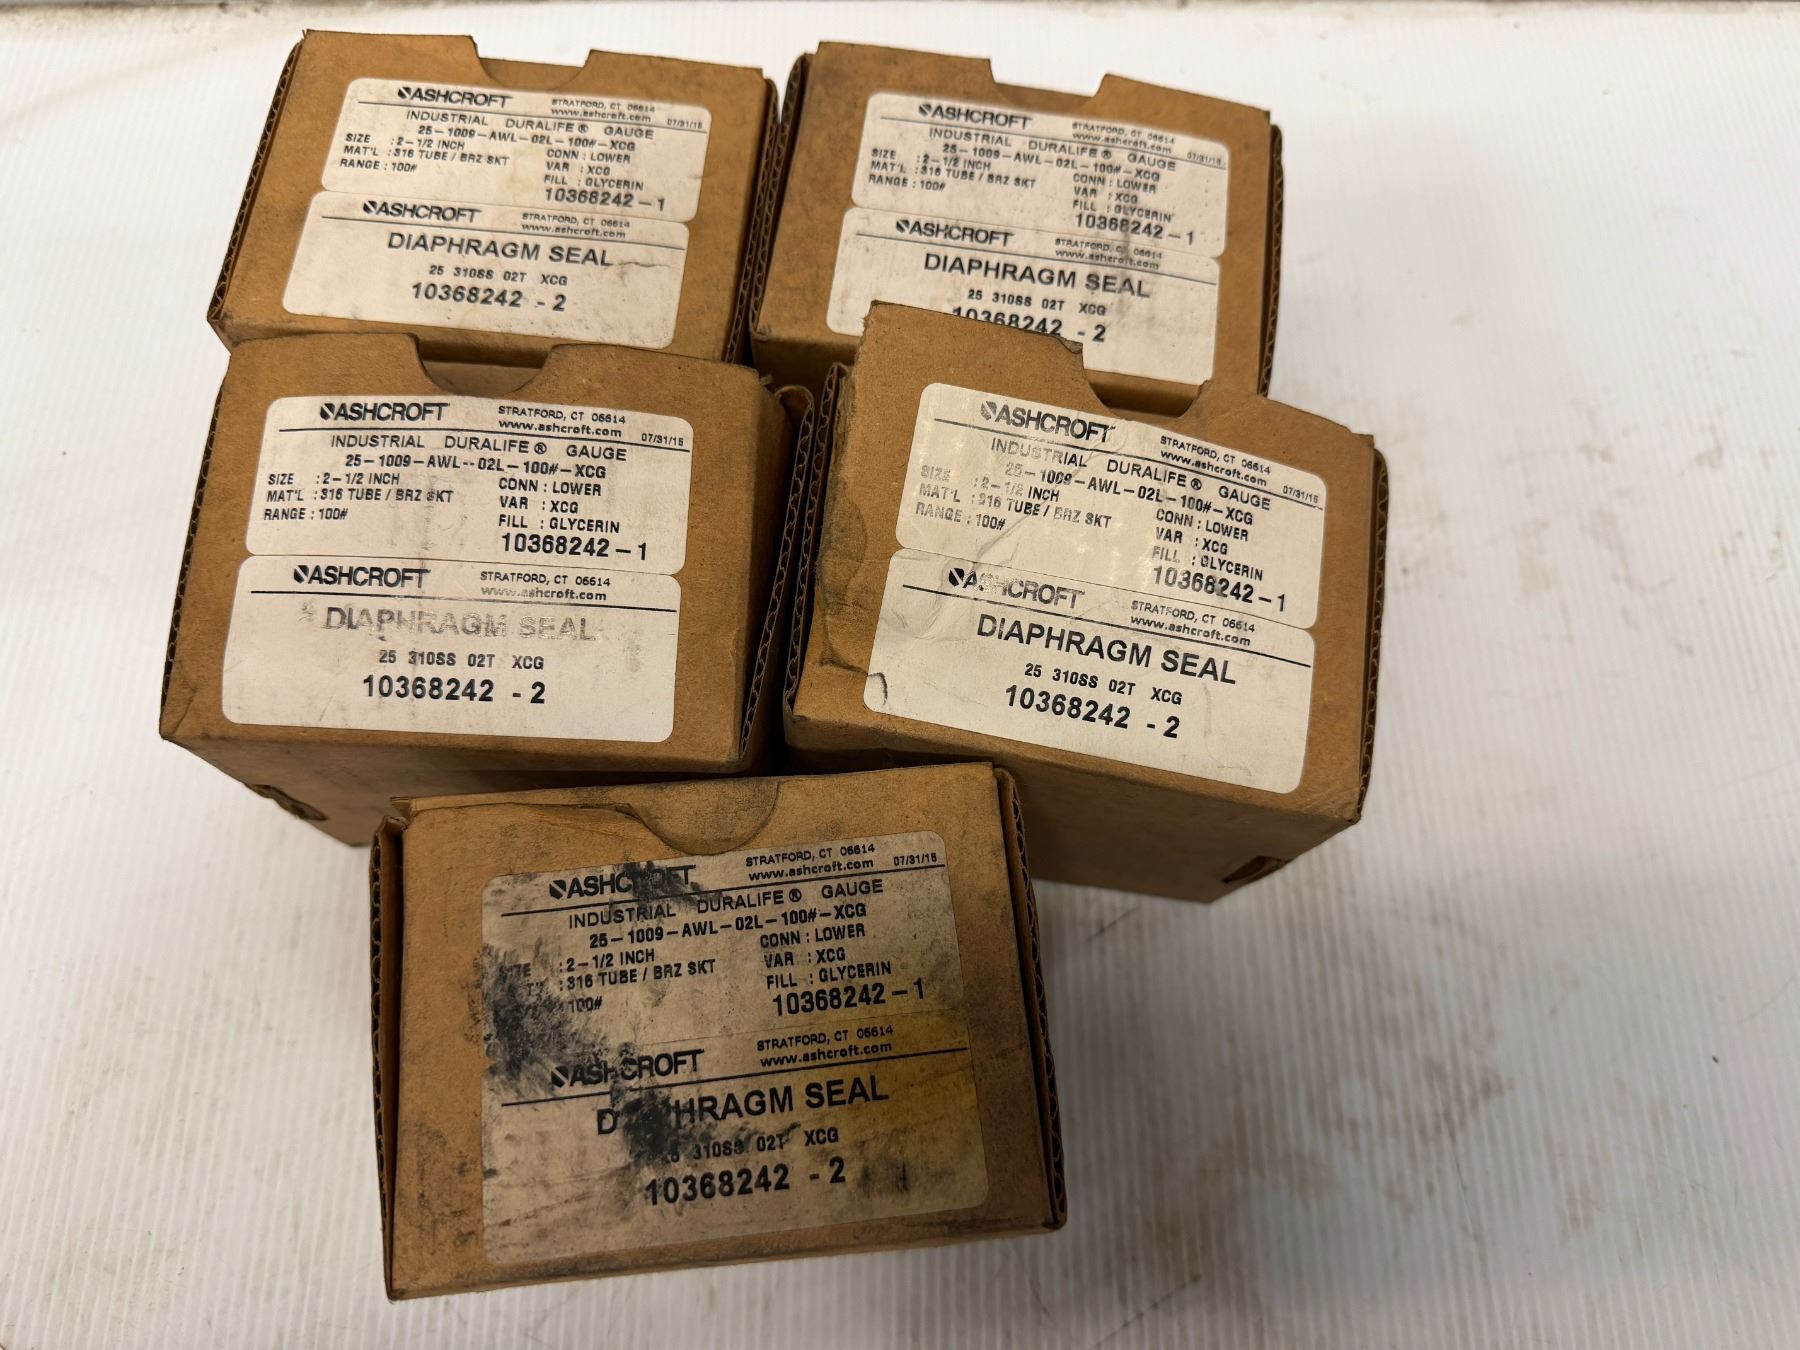 ASHCROFT STRATFORD, CT 06614
www.ashcroft.com 07/31/15
INDUSTRIAL DURALIFE® GAUGE
25-1009-AWL-02L-100#-XCG
SIZE : 2-1/2 INCH CONN : LOWER
MAT'L : 316 TUBE / BRZ SKT VAR : XCG
RANGE : 100# FILL : GLYCERIN
10368242-1
ASHCROFT STRATFORD, CT 06614
www.ashcroft.com
DIAPHRAGM SEAL
25 310SS 02T XCG
10368242 - 2
ASHCROFT STRATFORD, CT 06614
www.ashcroft.com 07/31/15
INDUSTRIAL DURALIFE® GAUGE
25-1009-AWL-02L-100#-XCG
SIZE : 2-1/2 INCH CONN : LOWER
MAT'L : 316 TUBE / BRZ SKT VAR : XCG
RANGE : 100# FILL : GLYCERIN
10368242-1
ASHCROFT STRATFORD, CT 06614
www.ashcroft.com
DIAPHRAGM SEAL
25 310SS 02T XCG
10368242 - 2
ASHCROFT STRATFORD, CT 06614
www.ashcroft.com 07/31/15
INDUSTRIAL DURALIFE® GAUGE
25-1009-AWL--02L-100#-XCG
SIZE : 2-1/2 INCH CONN : LOWER
MAT'L : 316 TUBE / BRZ SKT VAR : XCG
RANGE : 100# FILL : GLYCERIN
10368242-1
ASHCROFT STRATFORD, CT 06614
www.ashcroft.com
DIAPHRAGM SEAL
25 310SS 02T XCG
10368242 - 2
ASHCROFT STRATFORD, CT 06614
www.ashcroft.com 07/31/15
INDUSTRIAL DURALIFE® GAUGE
25-1009-AWL-02L-100#-XCG
SIZE : 2-1/2 INCH CONN : LOWER
MAT'L : 316 TUBE / BRZ SKT VAR : XCG
RANGE : 100# FILL : GLYCERIN
10368242-1
ASHCROFT STRATFORD, CT 06614
www.ashcroft.com
DIAPHRAGM SEAL
25 310SS 02T XCG
10368242 - 2
ASHCROFT STRATFORD, CT 06614
www.ashcroft.com 07/31/15
INDUSTRIAL DURALIFE® GAUGE
25-1009-AWL-02L-100#-XCG
: 2-1/2 INCH CONN : LOWER
: 316 TUBE / BRZ SKT VAR : XCG
100# FILL : GLYCERIN
10368242-1
ASHCROFT STRATFORD, CT 06614
www.ashcroft.com
SEAL
310SS 02T XCG
10368242 - 2